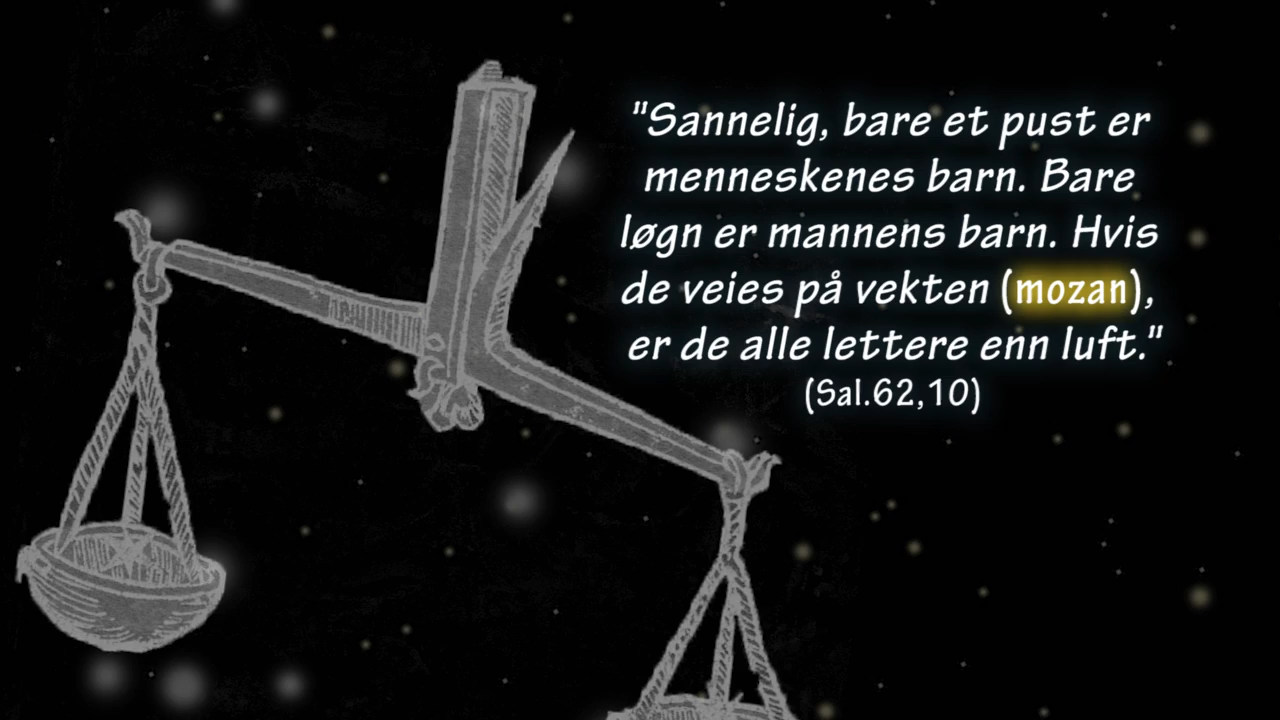 "Sannelig, bare et pust er
menneskenes barn. Bare
løgn er mannens barn. Hvis
de veies på vekten (mozan),
er de alle lettere enn luft."
(Sal.62,10)